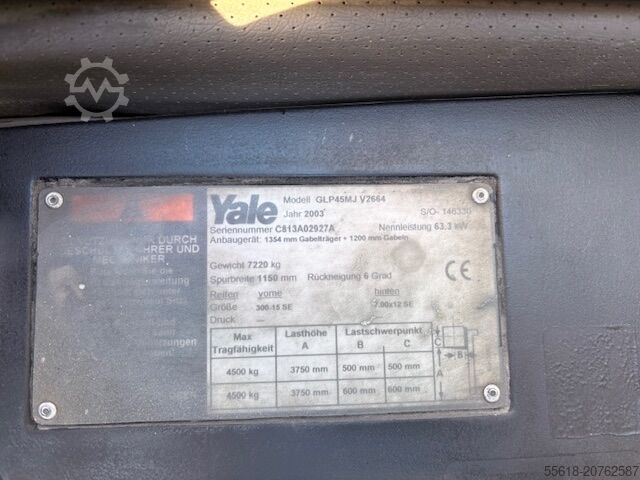 Yale
Modell GLP45MJ V2664
Jahr 2003 S/O- 146330
Seriennummer C813A02927A Nennleistung 63.3 kW
Anbaugerät: 1354 mm Gabelträger + 1200 mm-Gabeln
Gewicht 7220 kg
Spurbreite 1150 mm Rückneigung 6 Grad
Reifen vorne hinten
Größe 300-15 SE 7.00x12 SE
Druck —
CE
Max Tragfähigkeit Lasthöhe A Lastschwerpunkt B C
4500 kg 3750 mm 500 mm 500 mm
4500 kg 3750 mm 600 mm 600 mm
C
B
A
DURCH
FAHRER UND
55618-20762587